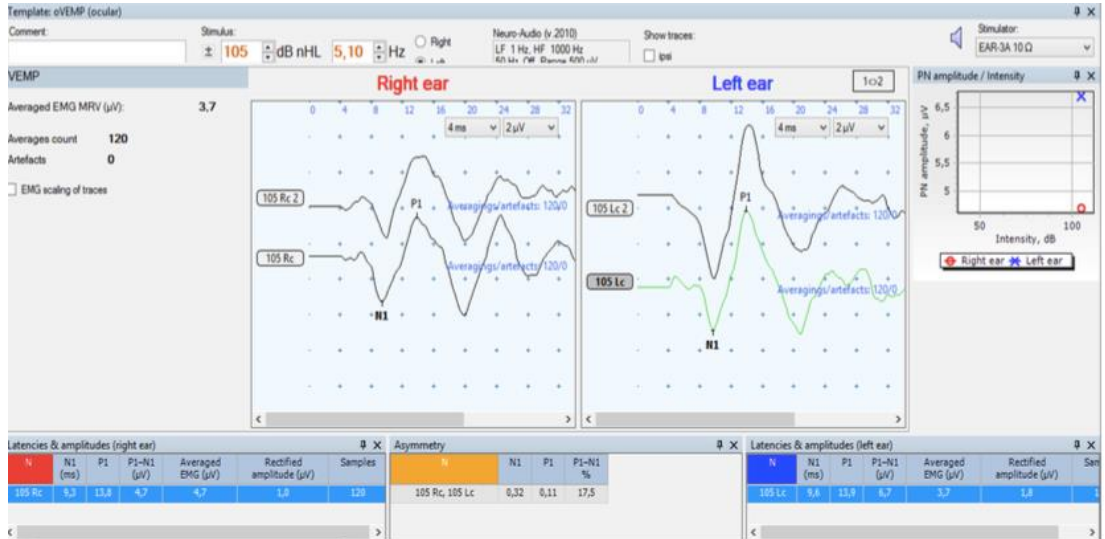 Template: oVEMP (ocular)
Comment:
Stimulus:
± 105 dB nHL 5,10 Hz
Right
Left
Neuro-Audio (v.2010)
LF 1 Hz, HF 1000 Hz
50 Hz Off, Range 500 µV
Show traces:
ipsi
Stimulator:
EAR-3A 10 Ω
VEMP
Averaged EMG MRV (µV): 3,7
Averages count 120
Artefacts 0
EMG scaling of traces
Right ear
0 4 8 12 16 20 24 28 32
4 ms 2 µV
105 Rc 2
Averagings/artefacts: 120/0
P1
105 Rc
Averagings/artefacts: 120/0
N1
Left ear
1○2
0 4 8 12 16 20 24 28 32
4 ms 2 µV
105 Lc 2
P1
Averagings/artefacts: 120/0
105 Lc
Averagings/artefacts: 120/0
N1
PN amplitude / Intensity
PN amplitude, µV
6,5
6
5,5
5
50 100
Intensity, dB
Right ear Left ear
Latencies & amplitudes (right ear)
N N1 (ms) P1 P1-N1 (µV) Averaged EMG (µV) Rectified amplitude (µV) Samples
105 Rc 9,3 13,8 4,7 4,7 1,0 120
Asymmetry
N N1 P1 P1-N1 %
105 Rc, 105 Lc 0,32 0,11 17,5
Latencies & amplitudes (left ear)
N N1 (ms) P1 P1-N1 (µV) Averaged EMG (µV) Rectified amplitude (µV) Sam
105 Lc 9,6 13,9 6,7 3,7 1,8 1